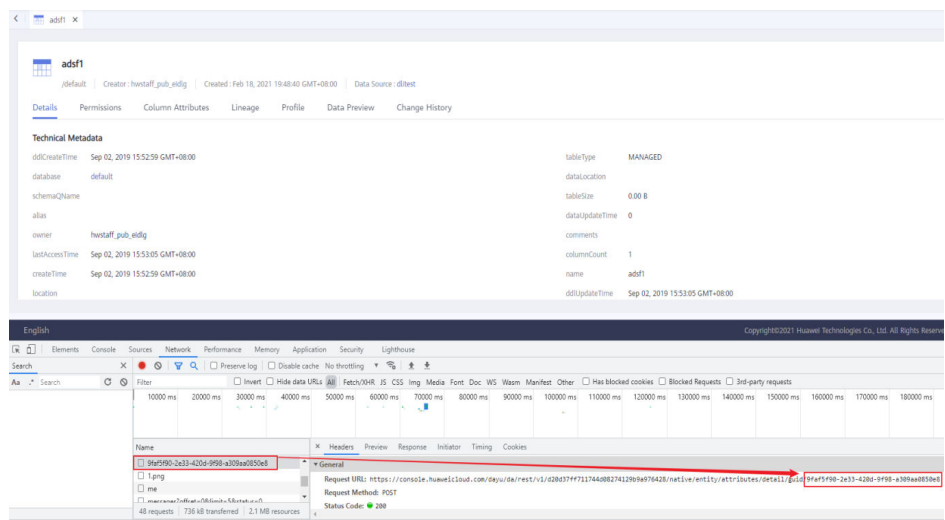 adsf1 ×
adsf1
/default Creator : hwstaff_pub_eidlg Created : Feb 18, 2021 19:48:40 GMT+08:00 Data Source : dlitest
Details Permissions Column Attributes Lineage Profile Data Preview Change History
Technical Metadata
ddlCreateTime Sep 02, 2019 15:52:59 GMT+08:00 tableType MANAGED
database default dataLocation
schemaQName tableSize 0.00 B
alias dataUpdateTime 0
owner hwstaff_pub_eidlg comments
lastAccessTime Sep 02, 2019 15:53:05 GMT+08:00 columnCount 1
createTime Sep 02, 2019 15:52:59 GMT+08:00 name adsf1
location ddlUpdateTime Sep 02, 2019 15:53:05 GMT+08:00
English Copyright©2021 Huawei Technologies Co., Ltd. All Rights Reserve
Elements Console Sources Network Performance Memory Application Security Lighthouse
Search × Preserve log Disable cache No throttling
Aa .* Search Filter Invert Hide data URLs All Fetch/XHR JS CSS Img Media Font Doc WS Wasm Manifest Other Has blocked cookies Blocked Requests 3rd-party requests
10000 ms 20000 ms 30000 ms 40000 ms 50000 ms 60000 ms 70000 ms 80000 ms 90000 ms 100000 ms 110000 ms 120000 ms 130000 ms 140000 ms 150000 ms 160000 ms 170000 ms 180000 ms
Name × Headers Preview Response Initiator Timing Cookies
9faf5f90-2e33-420d-9f98-a309aa0850e8 General
1.png Request URL: https://console.huaweicloud.com/dayu/da/rest/v1/d20d37ff711744d08274129b9a976428/native/entity/attributes/detail/guid/9faf5f90-2e33-420d-9f98-a309aa0850e8
me Request Method: POST
Status Code: 200
48 requests 736 kB transferred 2.1 MB resources